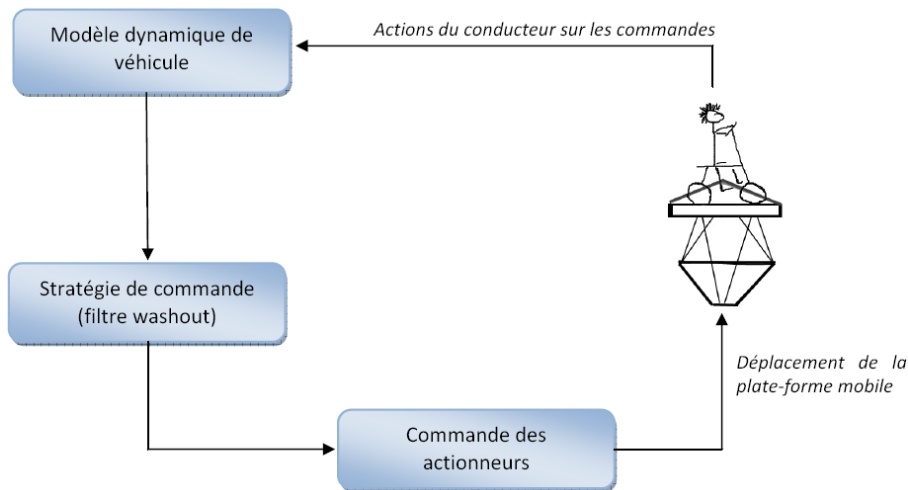 Modèle dynamique de
véhicule
Actions du conducteur sur les commandes
Stratégie de commande
(filtre washout)
Déplacement de la
plate-forme mobile
Commande des
actionneurs